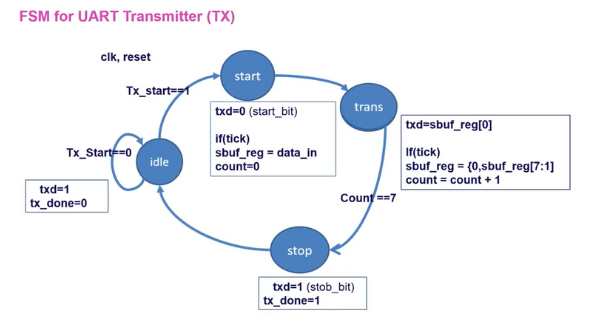 FSM for UART Transmitter (TX)
clk, reset
start
Tx_start==1
trans
txd=0 (start_bit)
if(tick)
sbuf_reg = data_in
count=0
txd=sbuf_reg[0]
If(tick)
sbuf_reg = {0,sbuf_reg[7:1]
count = count + 1
Tx_Start==0
idle
txd=1
tx_done=0
Count ==7
stop
txd=1 (stob_bit)
tx_done=1